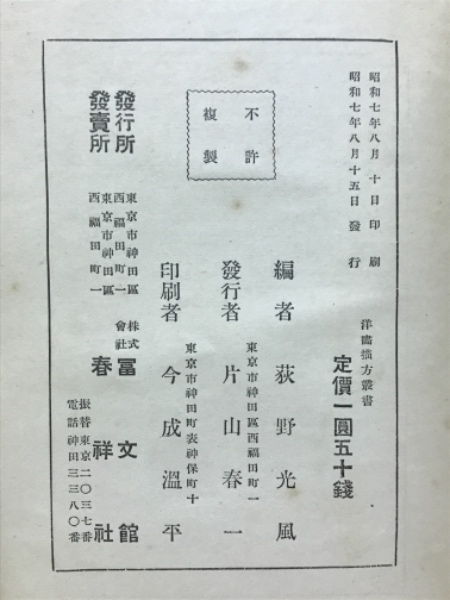 昭和七年八月十日印刷
昭和七年八月十五日發行
洋畵描方叢書
定價一圓五十錢
不許
複製
編者 荻野光風
東京市神田區西福田町一
發行者 片山春一
東京市神田町表神保町十
印刷者 今成溫平
發行所 東京市神田區西福田町一 株式會社 冨文館
發賣所 東京市神田區西福田町一 春祥社
振替東京二〇三七番
電話神田三三八〇番